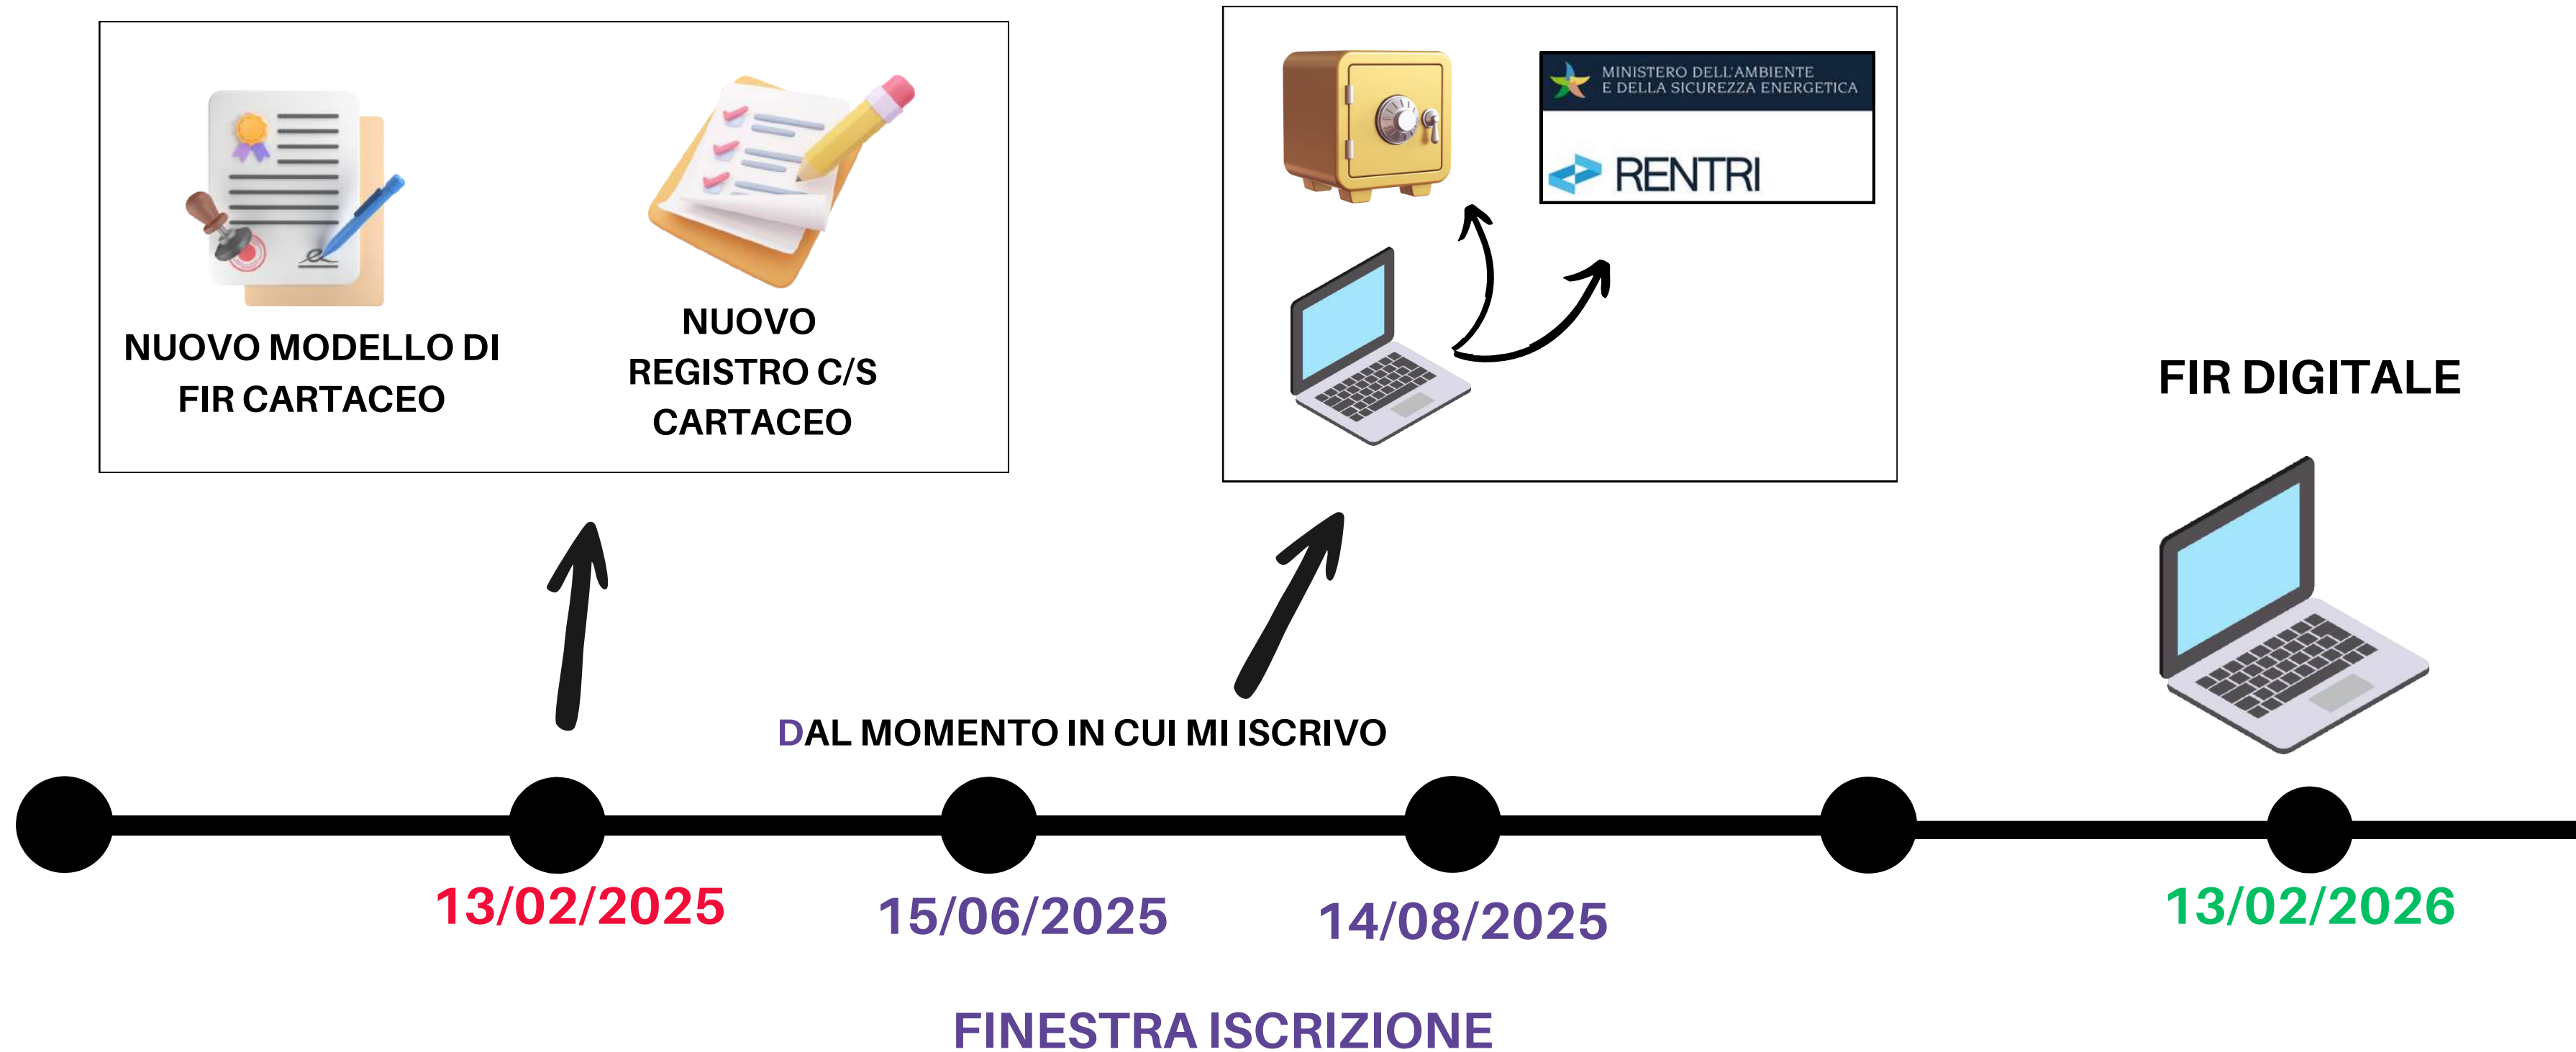 NUOVO MODELLO DI
FIR CARTACEO
NUOVO
REGISTRO C/S
CARTACEO
MINISTERO DELL'AMBIENTE
E DELLA SICUREZZA ENERGETICA
RENTRI
FIR DIGITALE
DAL MOMENTO IN CUI MI ISCRIVO
13/02/2025
15/06/2025
14/08/2025
13/02/2026
FINESTRA ISCRIZIONE